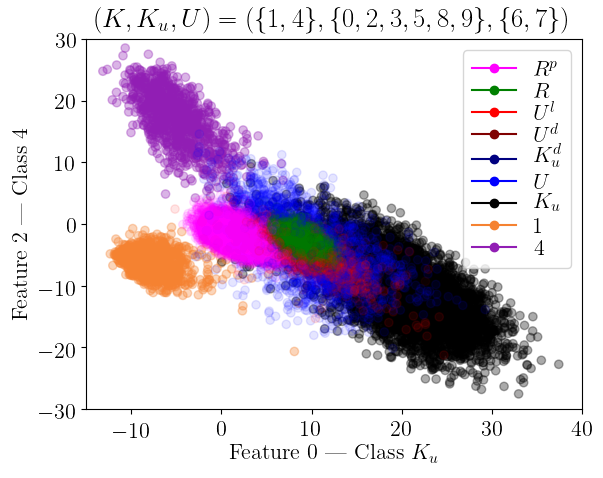 (K, K_u, U) = ({1, 4}, {0, 2, 3, 5, 8, 9}, {6, 7})
30
20
10
0
−10
−20
−30
Feature 2 — Class 4
R^p
R
U^l
U^d
K_u^d
U
K_u
1
4
−10
0
10
20
30
40
Feature 0 — Class K_u